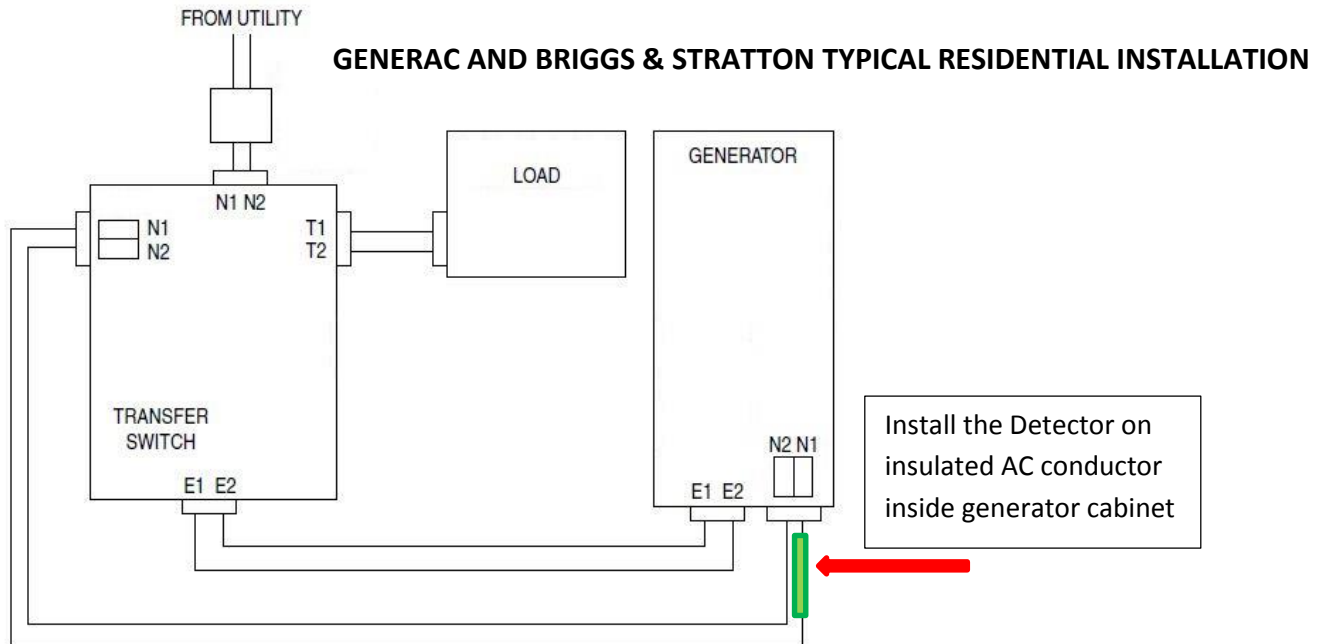 FROM UTILITY
GENERAC AND BRIGGS & STRATTON TYPICAL RESIDENTIAL INSTALLATION
N1 N2
N1
N2
T1
T2
LOAD
GENERATOR
TRANSFER
SWITCH
E1 E2
N2 N1
E1 E2
Install the Detector on
insulated AC conductor
inside generator cabinet